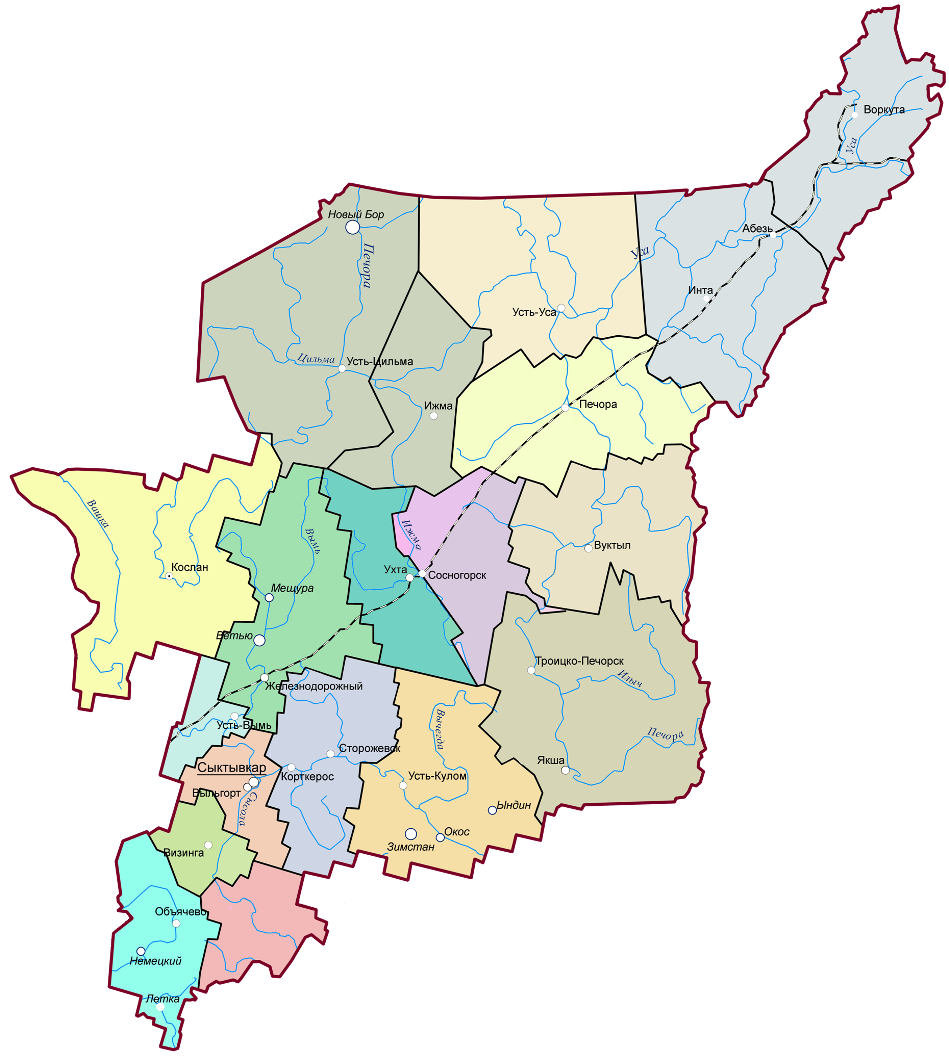 Воркута
Уса
Новый Бор
Абезь
Печора
Уса
Инта
Усть-Уса
Цильма
Усть-Цильма
Ижма
Печора
Вашка
Ижма
Вымь
Вуктыл
Кослан
Ухта
Сосногорск
Мещура
Ветью
Троицко-Печорск
Илыч
Железнодорожный
Усть-Вымь
Вычегда
Печора
Сторожевск
Якша
Сыктывкар
Корткерос
Усть-Кулом
Выльгорт
Сысола
Ындин
Окос
Зимстан
Визинга
Объячево
Немецкий
Летка